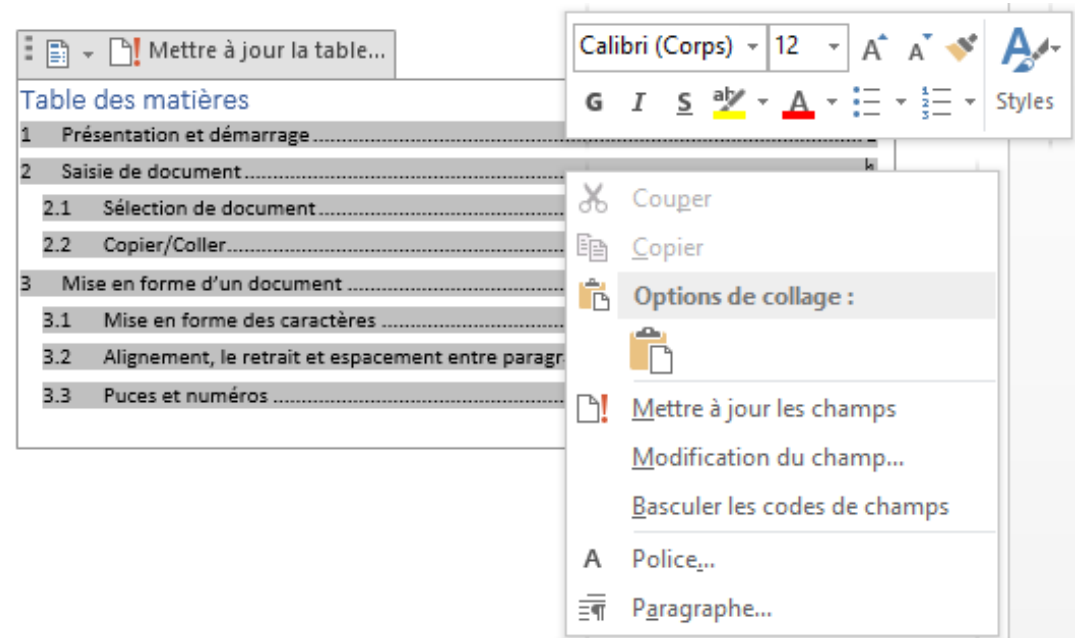 Mettre à jour la table...
Table des matières
1 Présentation et démarrage
2 Saisie de document
2.1 Sélection de document
2.2 Copier/Coller
3 Mise en forme d'un document
3.1 Mise en forme des caractères
3.2 Alignement, le retrait et espacement entre paragr
3.3 Puces et numéros
Calibri (Corps) 12 A A
G I S ab A Styles
Couper
Copier
Options de collage :
Mettre à jour les champs
Modification du champ...
Basculer les codes de champs
A Police...
Paragraphe...